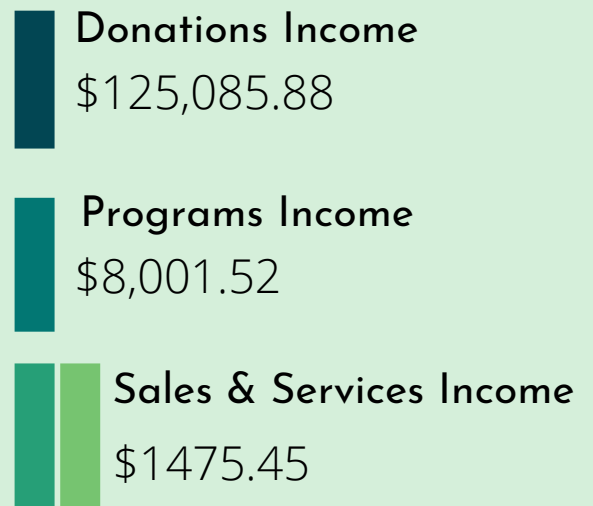 Donations Income
$125,085.88
Programs Income
$8,001.52
Sales & Services Income
$1475.45